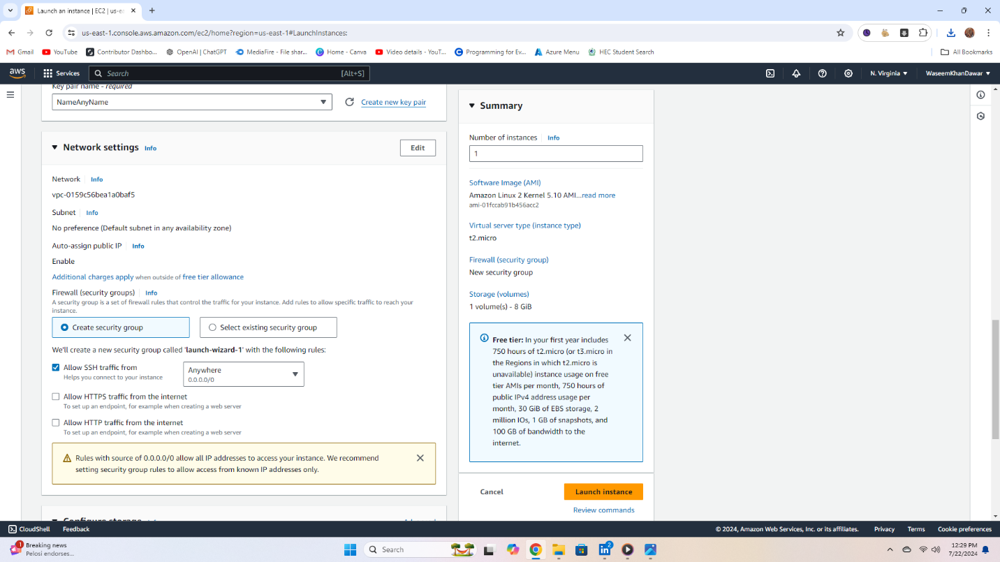 Launch an instance | EC2 | us-ea
us-east-1.console.aws.amazon.com/ec2/home?region=us-east-1#LaunchInstances:
Gmail
YouTube
Contributor Dashbo...
OpenAI | ChatGPT
MediaFire - File shar...
Home - Canva
Video details - YouT...
Programming for Ev...
Azure Menu
HEC Student Search
All Bookmarks
aws
Services
Search
[Alt+S]
N. Virginia
WaseemKhanDawar
Key pair name - required
NameAnyName
Create new key pair
Network settings Info
Edit
Network Info
vpc-0159c56bea1a0baf5
Subnet Info
No preference (Default subnet in any availability zone)
Auto-assign public IP Info
Enable
Additional charges apply when outside of free tier allowance
Firewall (security groups) Info
A security group is a set of firewall rules that control the traffic for your instance. Add rules to allow specific traffic to reach your
instance.
Create security group
Select existing security group
We'll create a new security group called 'launch-wizard-1' with the following rules:
Allow SSH traffic from
Helps you connect to your instance
Anywhere
0.0.0.0/0
Allow HTTPS traffic from the internet
To set up an endpoint, for example when creating a web server
Allow HTTP traffic from the internet
To set up an endpoint, for example when creating a web server
Rules with source of 0.0.0.0/0 allow all IP addresses to access your instance. We recommend
setting security group rules to allow access from known IP addresses only.
Summary
Number of instances Info
1
Software Image (AMI)
Amazon Linux 2 Kernel 5.10 AMI...read more
ami-01fccab91b456acc2
Virtual server type (instance type)
t2.micro
Firewall (security group)
New security group
Storage (volumes)
1 volume(s) - 8 GiB
Free tier: In your first year includes
750 hours of t2.micro (or t3.micro in
the Regions in which t2.micro is
unavailable) instance usage on free
tier AMIs per month, 750 hours of
public IPv4 address usage per
month, 30 GiB of EBS storage, 2
million IOs, 1 GB of snapshots, and
100 GB of bandwidth to the
internet.
Cancel
Launch instance
Review commands
CloudShell
Feedback
© 2024, Amazon Web Services, Inc. or its affiliates.
Privacy
Terms
Cookie preferences
1
Breaking news
Pelosi endorses...
Search
2
12:29 PM
7/22/2024